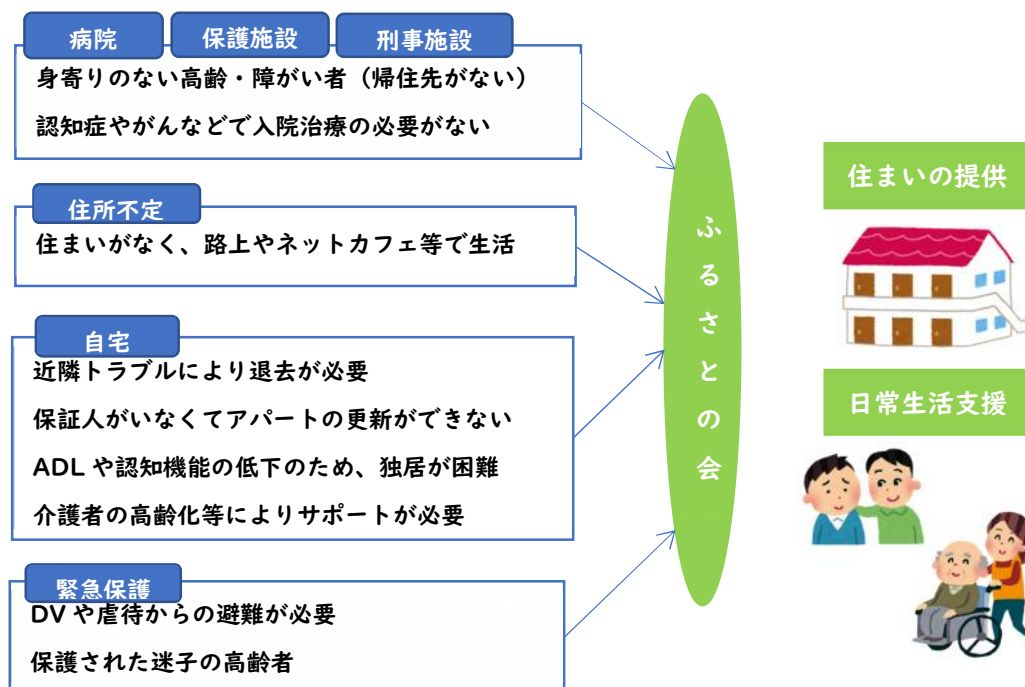 病院 保護施設 刑事施設
身寄りのない高齢・障がい者（帰住先がない）
認知症やがんなどで入院治療の必要がない
住所不定
住まいがなく、路上やネットカフェ等で生活
自宅
近隣トラブルにより退去が必要
保証人がいなくてアパートの更新ができない
ADLや認知機能の低下のため、独居が困難
介護者の高齢化等によりサポートが必要
緊急保護
DVや虐待からの避難が必要
保護された迷子の高齢者
ふるさとの会
住まいの提供
日常生活支援